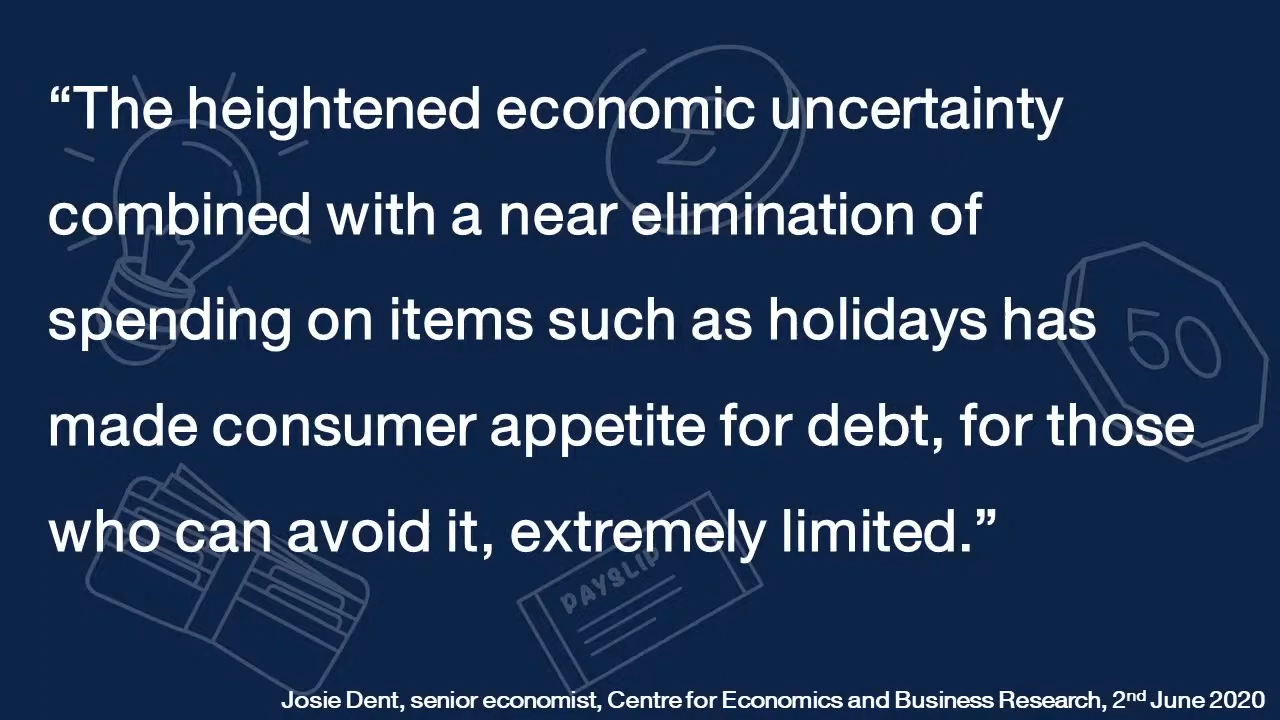 “The heightened economic uncertainty
combined with a near elimination of
spending on items such as holidays has
made consumer appetite for debt, for those
who can avoid it, extremely limited.”
£
50
PAYSLIP
Josie Dent, senior economist, Centre for Economics and Business Research, 2nd June 2020